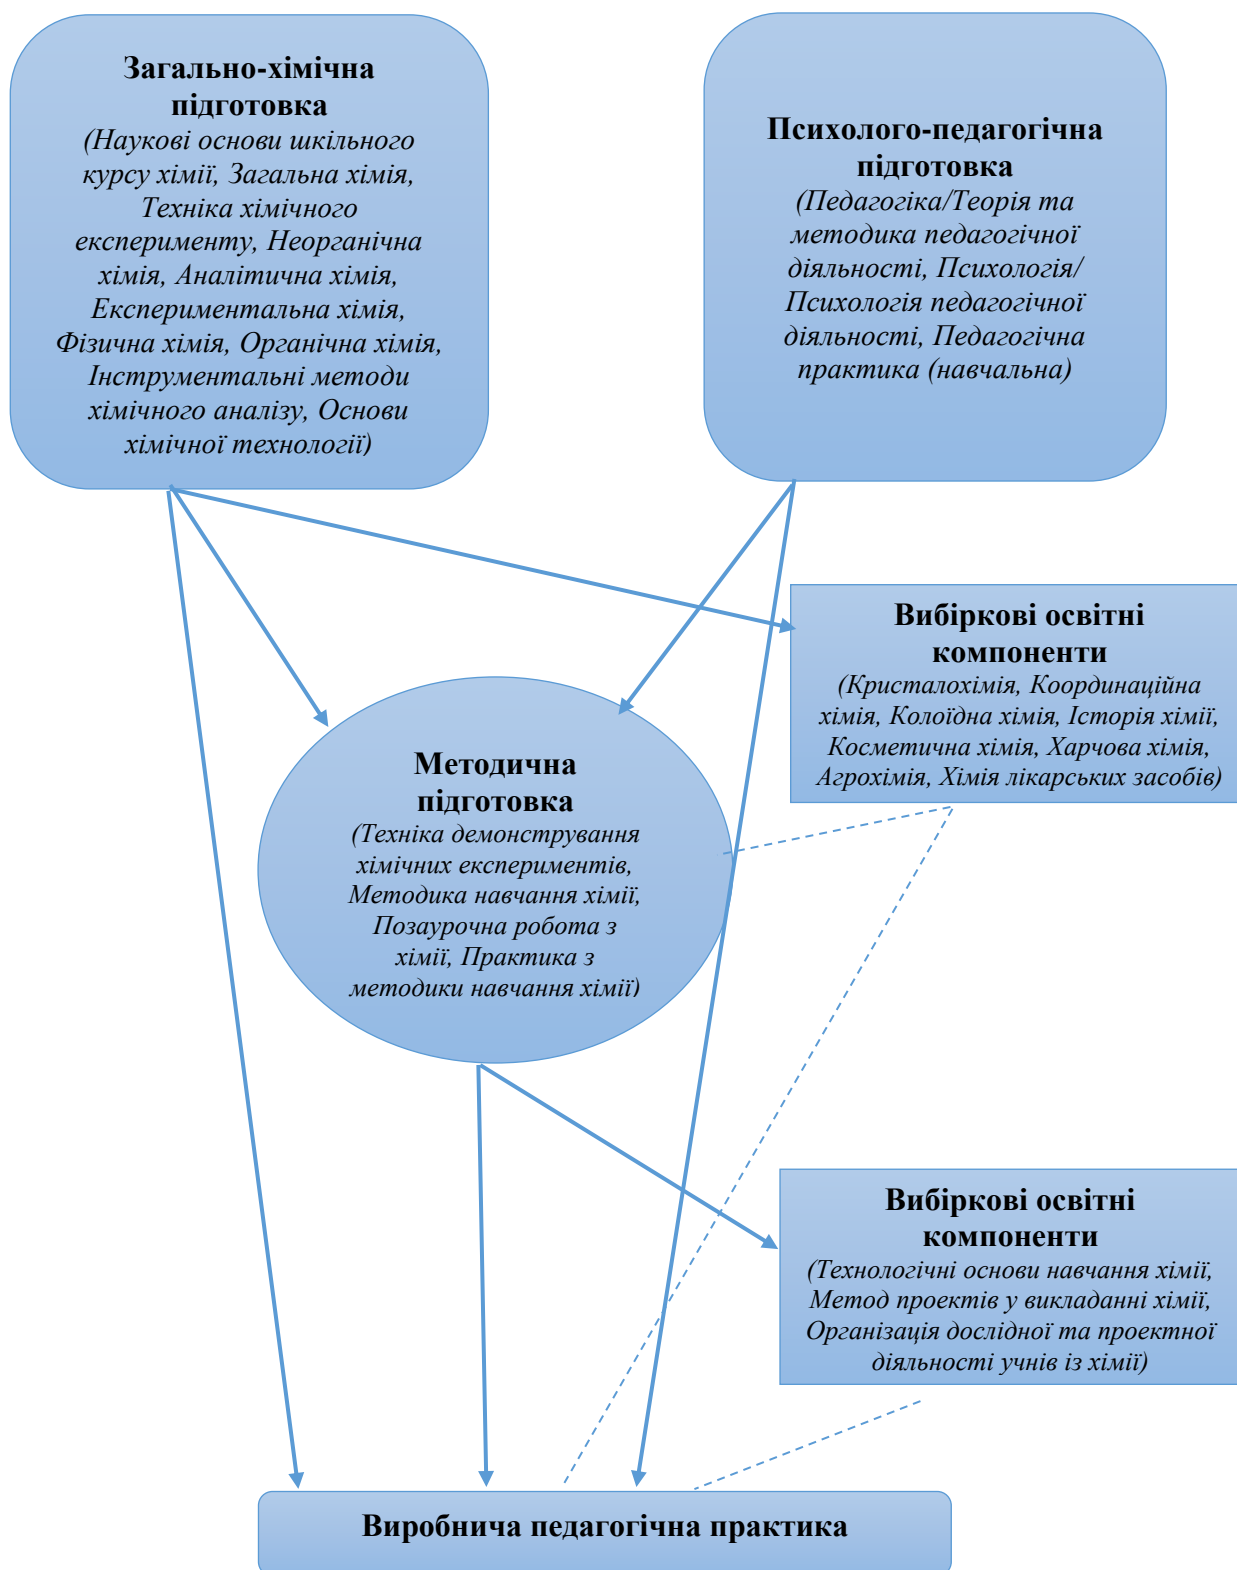 Загально-хімічна
підготовка
(Наукові основи шкільного
курсу хімії, Загальна хімія,
Техніка хімічного
експерименту, Неорганічна
хімія, Аналітична хімія,
Експериментальна хімія,
Фізична хімія, Органічна хімія,
Інструментальні методи
хімічного аналізу, Основи
хімічної технології)
Психолого-педагогічна
підготовка
(Педагогіка/Теорія та
методика педагогічної
діяльності, Психологія/
Психологія педагогічної
діяльності, Педагогічна
практика (навчальна)
Вибіркові освітні
компоненти
(Кристалохімія, Координаційна
хімія, Колоїдна хімія, Історія хімії,
Косметична хімія, Харчова хімія,
Агрохімія, Хімія лікарських засобів)
Методична
підготовка
(Техніка демонстрування
хімічних експериментів,
Методика навчання хімії,
Позаурочна робота з
хімії, Практика з
методики навчання хімії)
Вибіркові освітні
компоненти
(Технологічні основи навчання хімії,
Метод проектів у викладанні хімії,
Організація дослідної та проектної
діяльності учнів із хімії)
Виробнича педагогічна практика